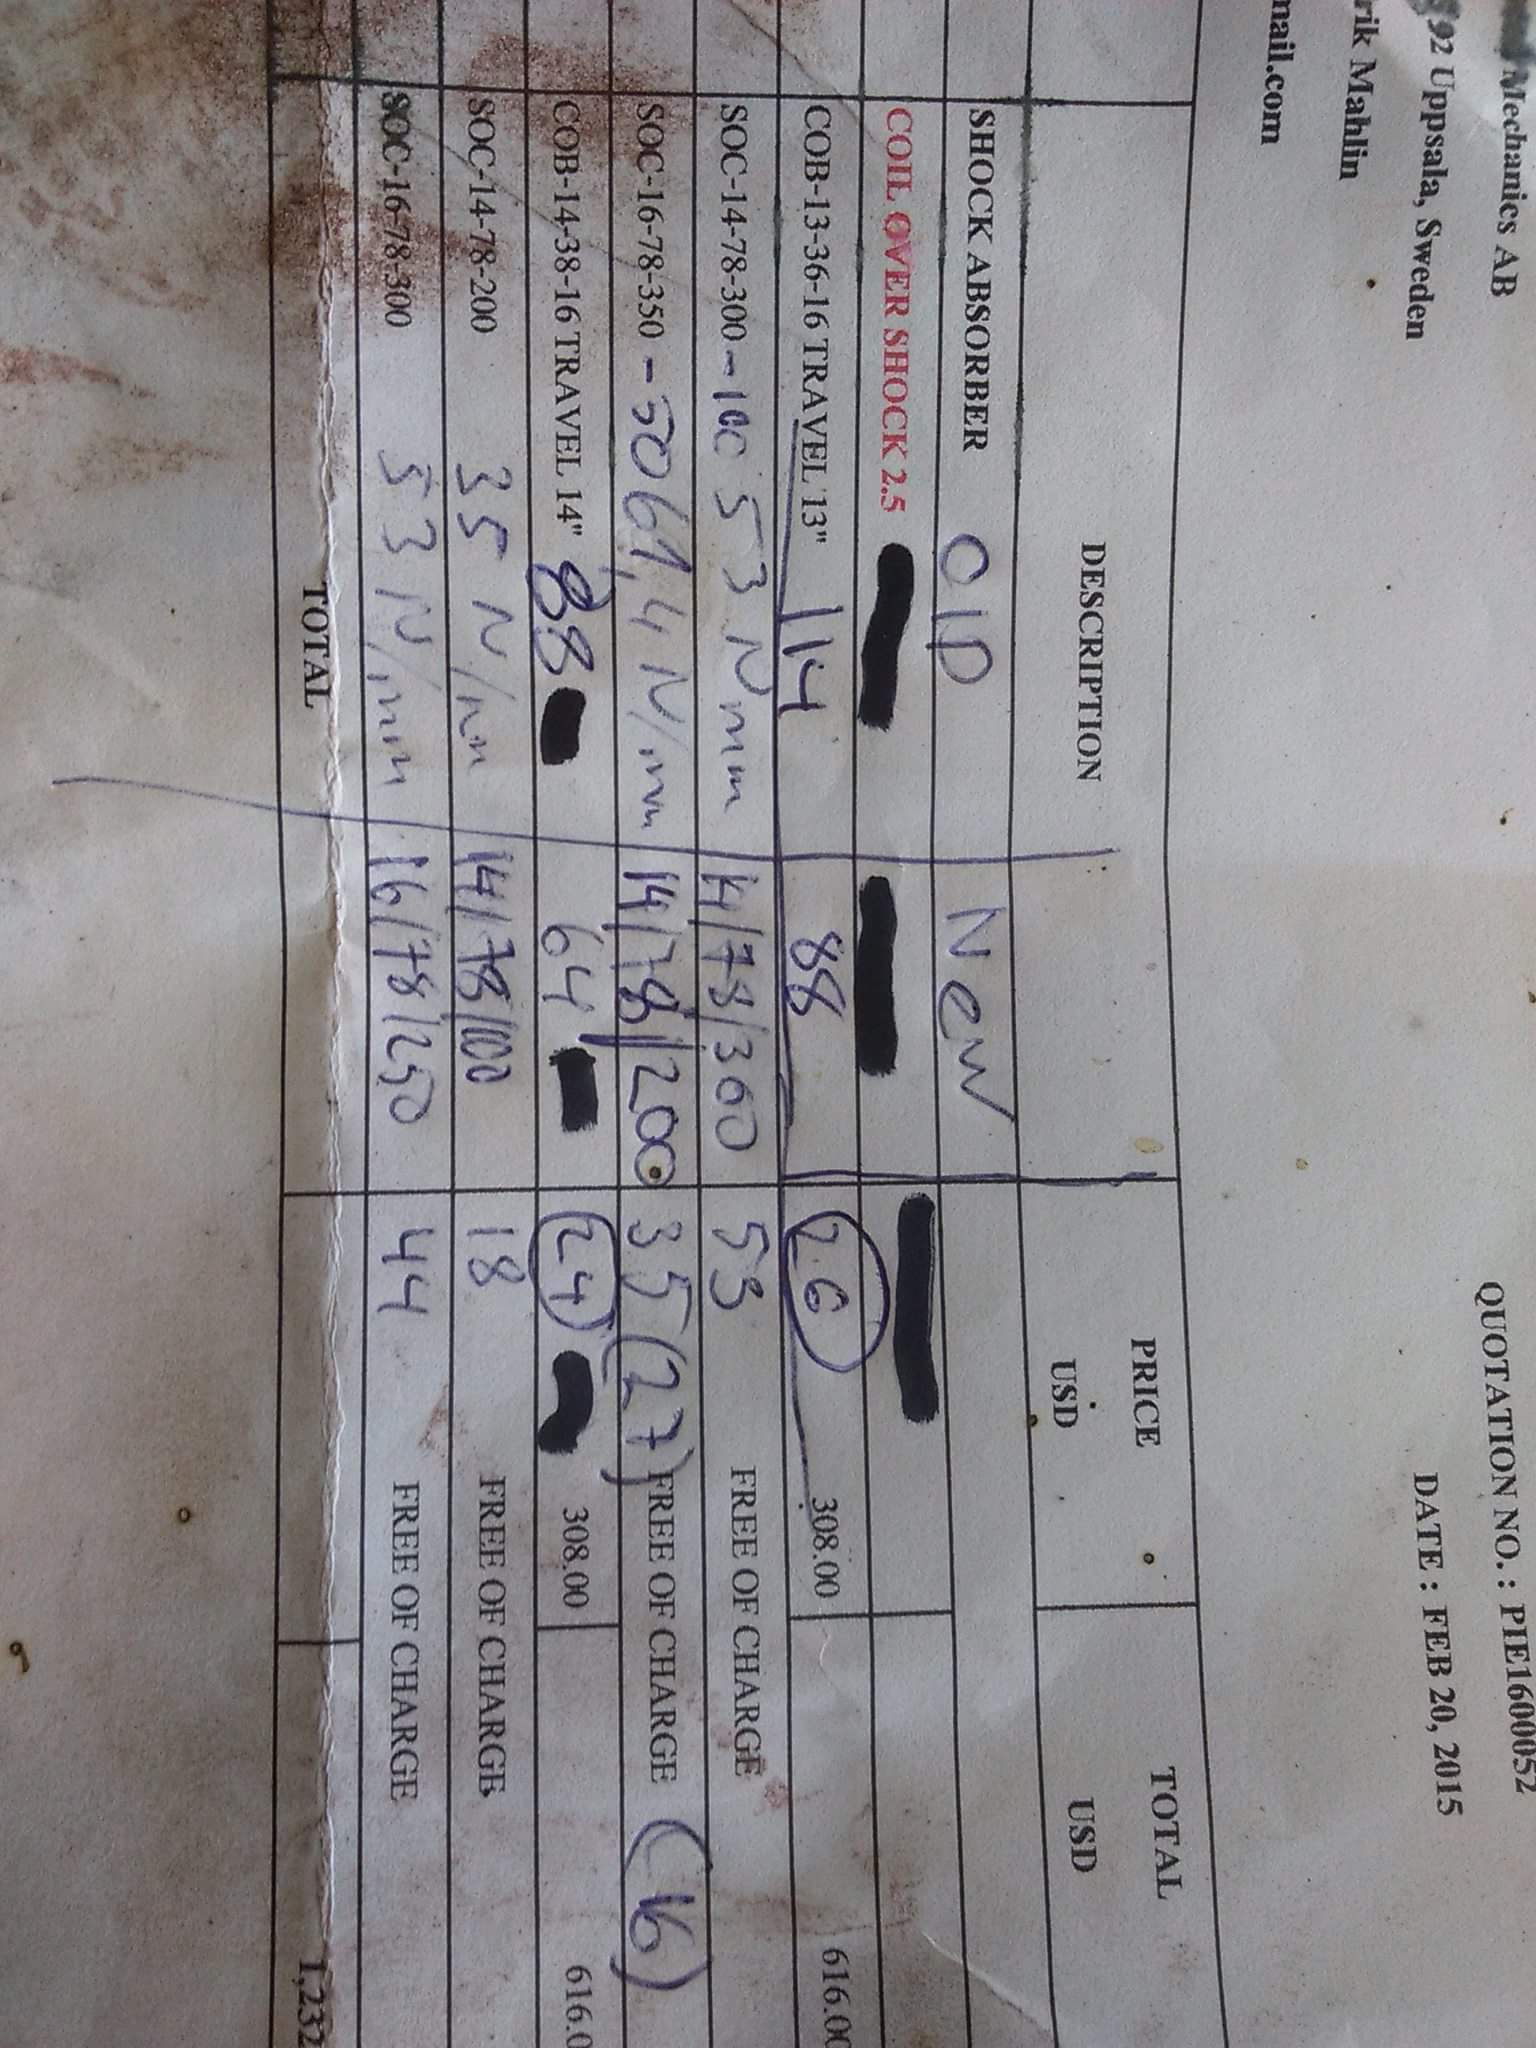 Mechanics AB
QUOTATION NO. : PIE1600052
92 Uppsala, Sweden
DATE : FEB 20, 2015
rik Mahlin
mail.com
DESCRIPTION PRICE USD TOTAL USD
SHOCK ABSORBER OlD New
COIL OVER SHOCK 2.5
COB-13-36-16 TRAVEL 13" 114 88 26 308.00 616.00
SOC-14-78-300 -100 53 Nmm 14/78/300 53 FREE OF CHARGE
SOC-16-78-350 -50 61,4 N/mm 14/78/200 35 (27) FREE OF CHARGE (16)
COB-14-38-16 TRAVEL 14" 88 64 24 308.00 616.0
SOC-14-78-200 35 N/mm 14/78/100 18 FREE OF CHARGE
SOC-16-78-300 53 N/mm 16/78/250 44 FREE OF CHARGE
TOTAL 1,232